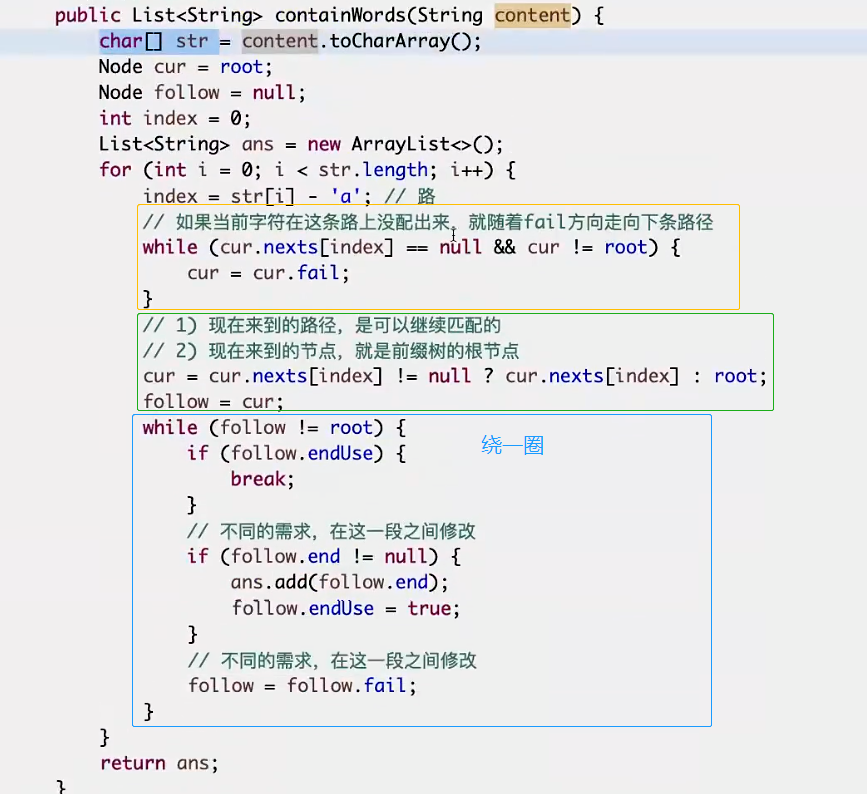 public List<String> containWords(String content) {
char[] str = content.toCharArray();
Node cur = root;
Node follow = null;
int index = 0;
List<String> ans = new ArrayList<>();
for (int i = 0; i < str.length; i++) {
index = str[i] - 'a'; // 路
// 如果当前字符在这条路上没配出来，就随着fail方向走向下条路径
while (cur.nexts[index] == null && cur != root) {
cur = cur.fail;
}
// 1) 现在来到的路径，是可以继续匹配的
// 2) 现在来到的节点，就是前缀树的根节点
cur = cur.nexts[index] != null ? cur.nexts[index] : root;
follow = cur;
while (follow != root) {
绕一圈
if (follow.endUse) {
break;
}
// 不同的需求，在这一段之间修改
if (follow.end != null) {
ans.add(follow.end);
follow.endUse = true;
}
// 不同的需求，在这一段之间修改
follow = follow.fail;
}
}
return ans;
}